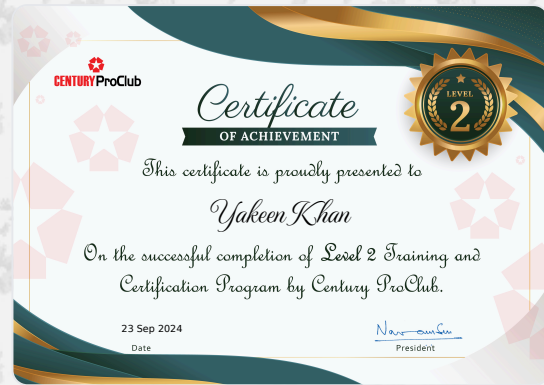 CENTURY ProClub
LEVEL
2
Certificate
OF ACHIEVEMENT
This certificate is proudly presented to
Yakeen Khan
On the successful completion of Level 2 Training and
Certification Program by Century ProClub.
23 Sep 2024
Date
President